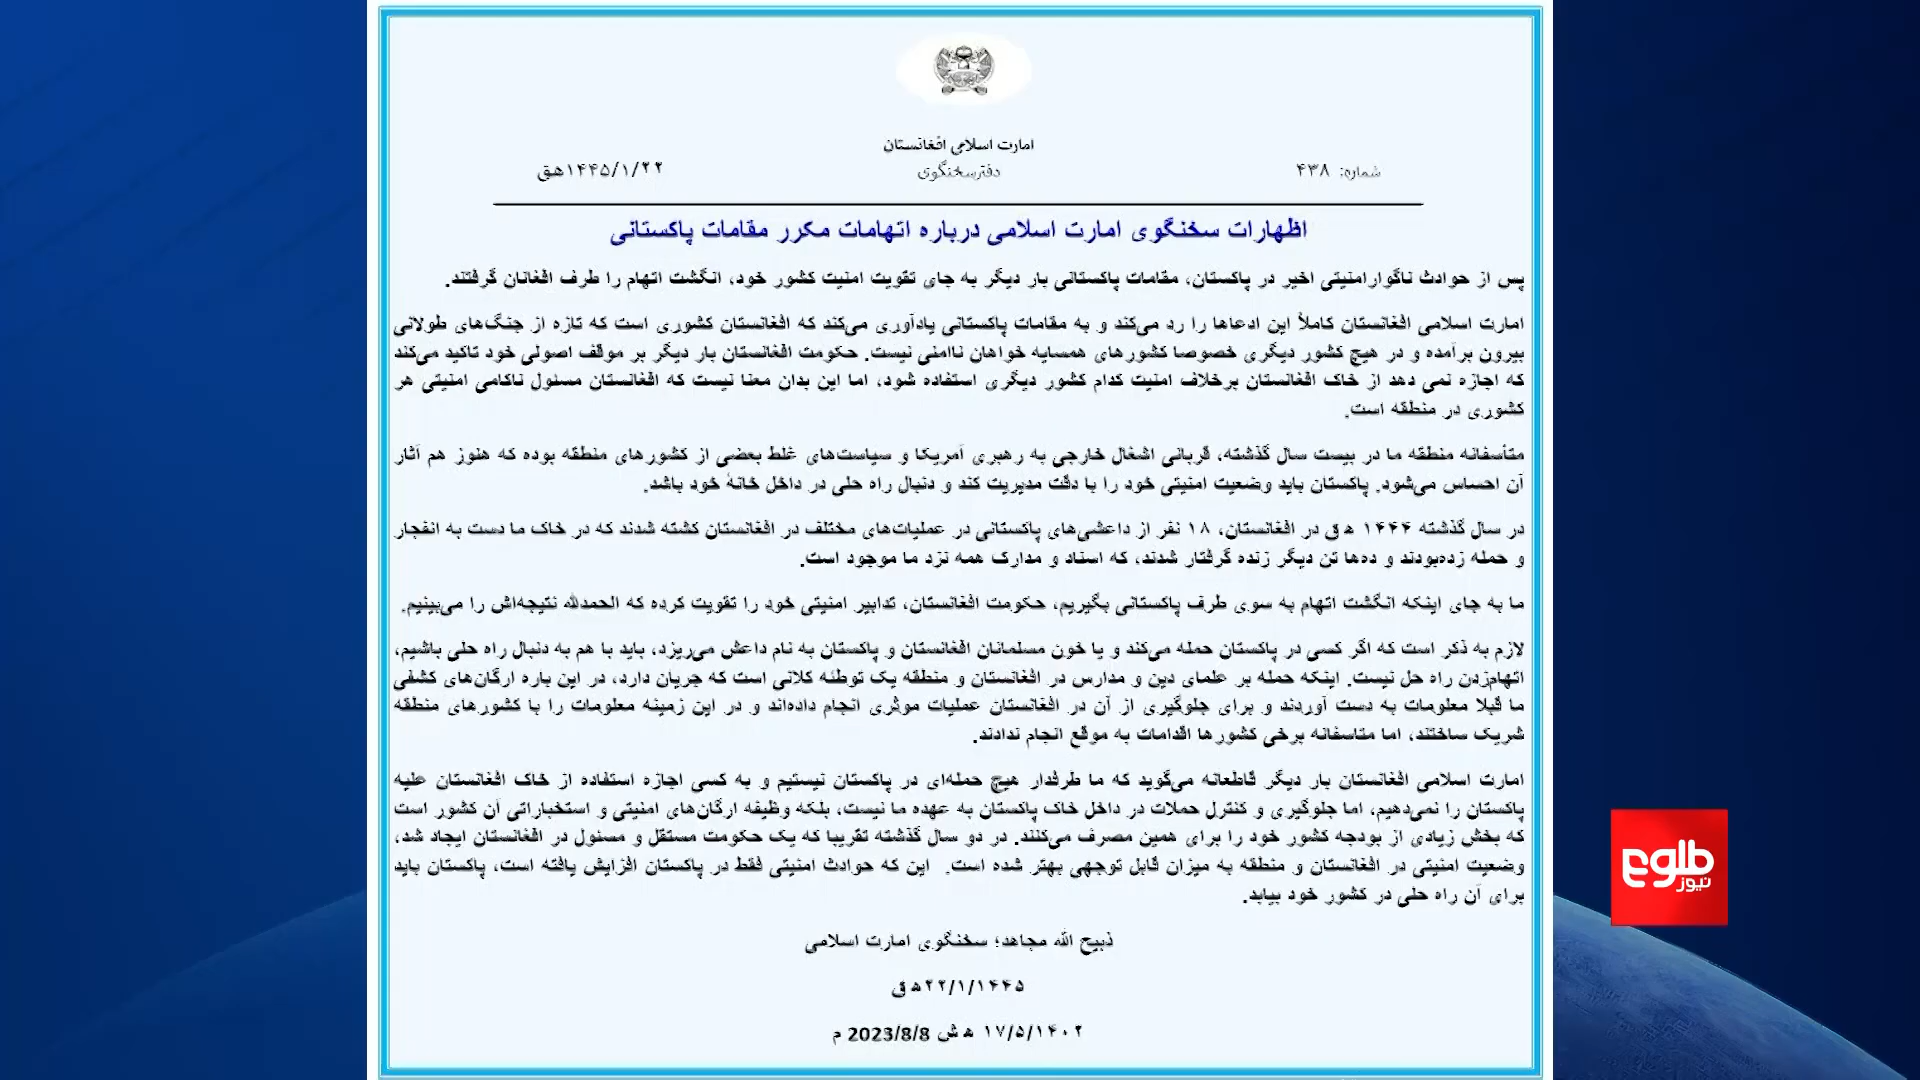 امارت اسلامی افغانستان
شماره: ۴۳۸
دفترسخنگوی
۱۴۴۵/۱/۲۲هـق
اظهارات سخنگوی امارت اسلامی درباره اتهامات مکرر مقامات پاکستانی
پس از حوادث ناگوارامنیتی اخیر در پاکستان، مقامات پاکستانی بار دیگر به جای تقویت امنیت کشور خود، انگشت اتهام را طرف افغانان گرفتند.
امارت اسلامی افغانستان کاملاً این ادعاها را رد می‌کند و به مقامات پاکستانی یادآوری می‌کند که افغانستان کشوری است که تازه از جنگ‌های طولانی
بیرون برآمده و در هیچ کشور دیگری خصوصا کشورهای همسایه خواهان ناامنی نیست. حکومت افغانستان بار دیگر بر موقف اصولی خود تاکید می‌کند
که اجازه نمی دهد از خاک افغانستان برخلاف امنیت کدام کشور دیگری استفاده شود، اما این بدان معنا نیست که افغانستان مسئول ناکامی امنیتی هر
کشوری در منطقه است.
متأسفانه منطقه ما در بیست سال گذشته، قربانی اشغال خارجی به رهبری آمریکا و سیاست‌های غلط بعضی از کشورهای منطقه بوده که هنوز هم آثار
آن احساس می‌شود. پاکستان باید وضعیت امنیتی خود را با دقت مدیریت کند و دنبال راه حلی در داخل خانهٔ خود باشد.
در سال گذشته ۱۴۴۴ ه ق در افغانستان، ۱۸ نفر از داعشی‌های پاکستانی در عملیات‌های مختلف در افغانستان کشته شدند که در خاک ما دست به انفجار
و حمله زده‌بودند و ده‌ها تن دیگر زنده گرفتار شدند، که اسناد و مدارک همه نزد ما موجود است.
ما به جای اینکه انگشت اتهام به سوی طرف پاکستانی بگیریم، حکومت افغانستان، تدابیر امنیتی خود را تقویت کرده که الحمدلله نتیجه‌اش را می‌بینیم.
لازم به ذکر است که اگر کسی در پاکستان حمله می‌کند و یا خون مسلمانان افغانستان و پاکستان به نام داعش می‌ریزد، باید با هم به دنبال راه حلی باشیم،
اتهام‌زدن راه حل نیست. اینکه حمله بر علمای دین و مدارس در افغانستان و منطقه یک توطئه کلانی است که جریان دارد، در این باره ارگان‌های کشفی
ما قبلا معلومات به دست آوردند و برای جلوگیری از آن در افغانستان عملیات موثری انجام داده‌اند و در این زمینه معلومات را با کشورهای منطقه
شریک ساختند، اما متاسفانه برخی کشورها اقدامات به موقع انجام ندادند.
امارت اسلامی افغانستان بار دیگر قاطعانه می‌گوید که ما طرفدار هیچ حمله‌ای در پاکستان نیستیم و به کسی اجازه استفاده از خاک افغانستان علیه
پاکستان را نمی‌دهیم، اما جلوگیری و کنترل حملات در داخل خاک پاکستان به عهده ما نیست، بلکه وظیفه ارگان‌های امنیتی و استخباراتی آن کشور است
که بخش زیادی از بودجه کشور خود را برای همین مصرف می‌کنند. در دو سال گذشته تقریبا که یک حکومت مستقل و مسئول در افغانستان ایجاد شد،
وضعیت امنیتی در افغانستان و منطقه به میزان قابل توجهی بهتر شده است. این که حوادث امنیتی فقط در پاکستان افزایش یافته است، پاکستان باید
برای آن راه حلی در کشور خود بیابد.
ذبیح الله مجاهد؛ سخنگوی امارت اسلامی
۲۲/۱/۱۴۴۵ه ق
۱۷/۵/۱۴۰۲ ه ش 2023/8/8 م
طلوع
نیوز